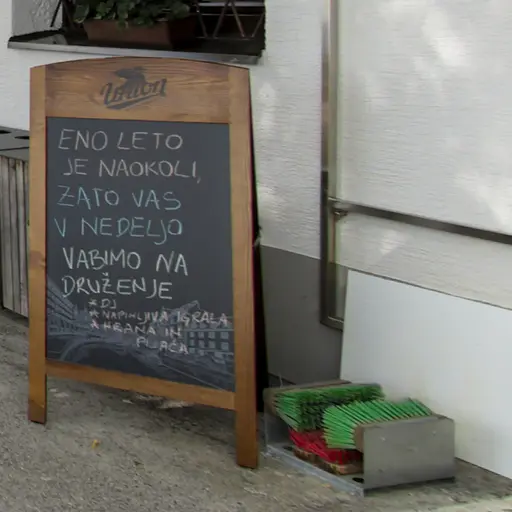 Union
ENO LETO
JE NAOKOLI,
ZATO VAS
V NEDELJO
VABIMO NA
DRUŽENJE
*DJ
*NAPIHLJIVA IGRALA
*HRANA IN
PIJAČA